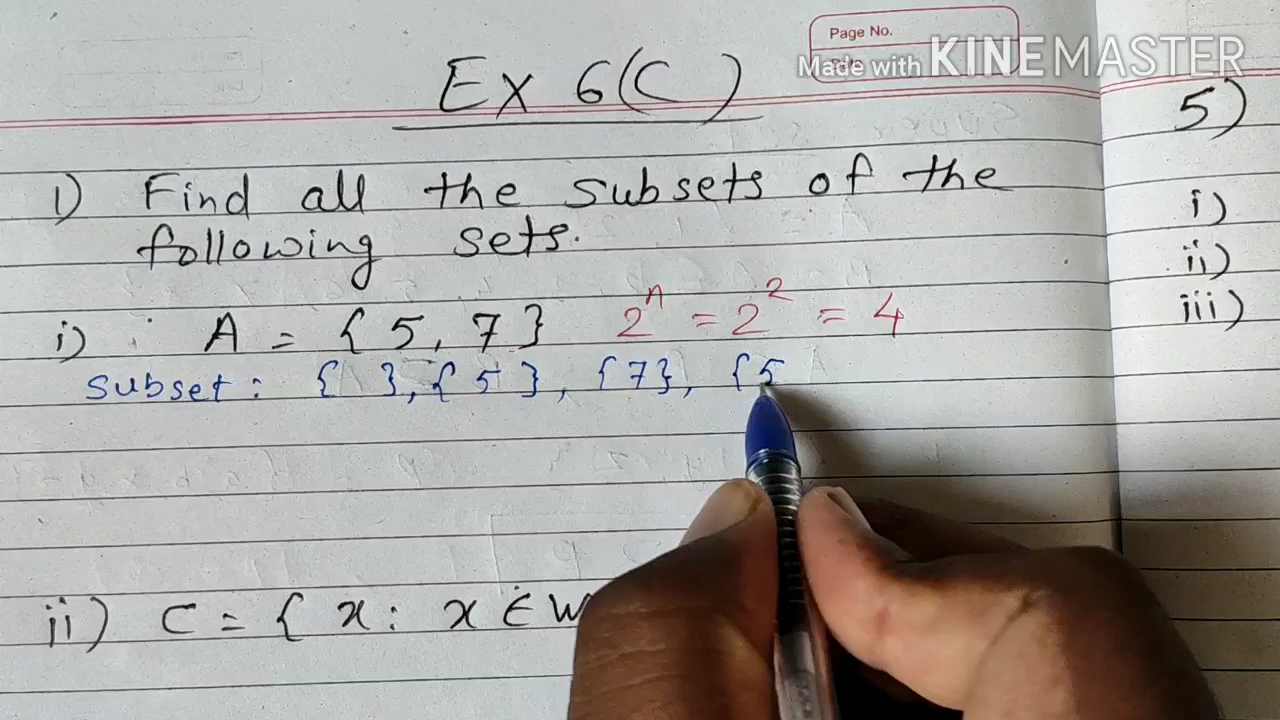 Page No.
Made with KINEMASTER
Ex 6(C)
5)
1) Find all the subsets of the
following sets.
i)
ii)
iii)
i) A = { 5, 7 } 2^A = 2^2 = 4
subset : { }, { 5 }, { 7 }, { 5
ii) C = { x : x ∈ W